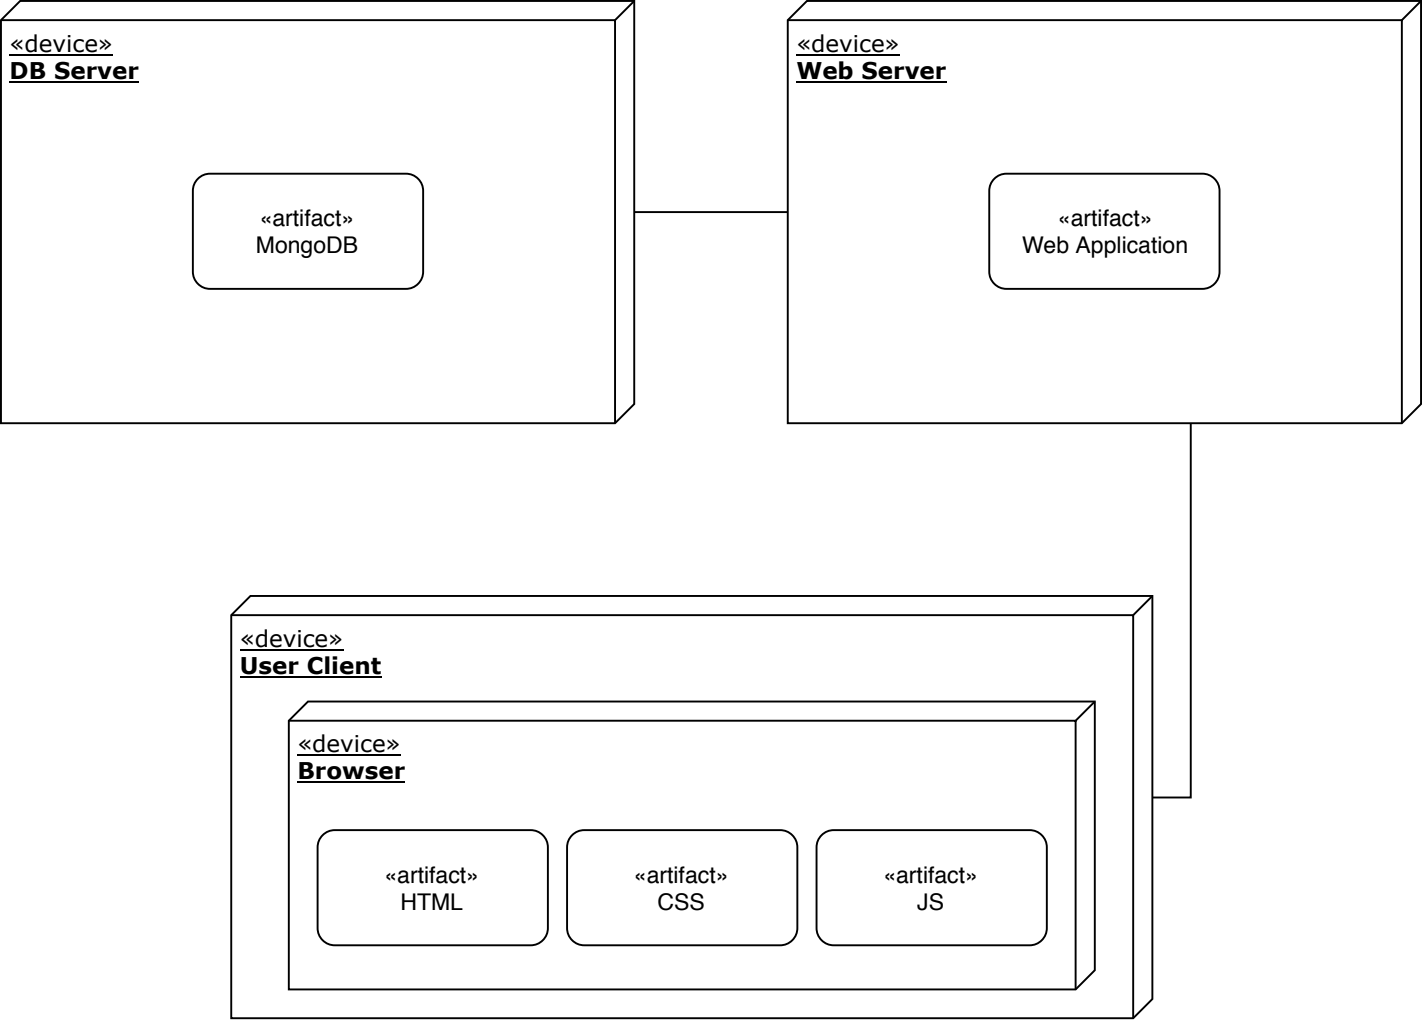 «device»
DB Server
«artifact»
MongoDB
«device»
Web Server
«artifact»
Web Application
«device»
User Client
«device»
Browser
«artifact»
HTML
«artifact»
CSS
«artifact»
JS